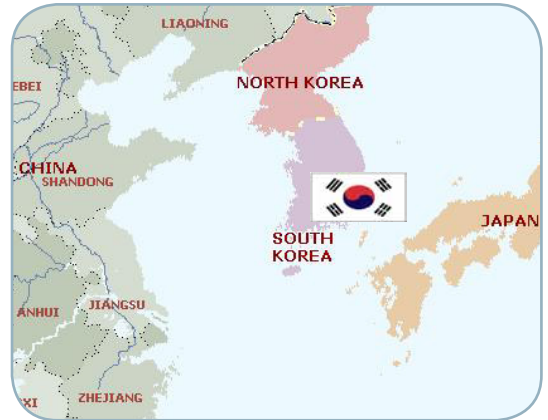 LIAONING
NORTH KOREA
EBEI
CHINA
SHANDONG
JAPAN
SOUTH
KOREA
JIANGSU
ANHUI
ZHEJIANG
XI